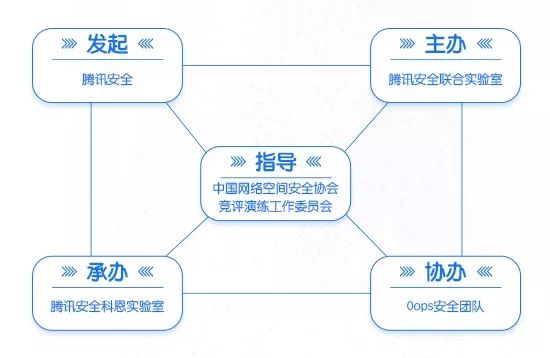 发起
腾讯安全
主办
腾讯安全联合实验室
指导
中国网络空间安全协会
竞评演练工作委员会
承办
腾讯安全科恩实验室
协办
0ops安全团队